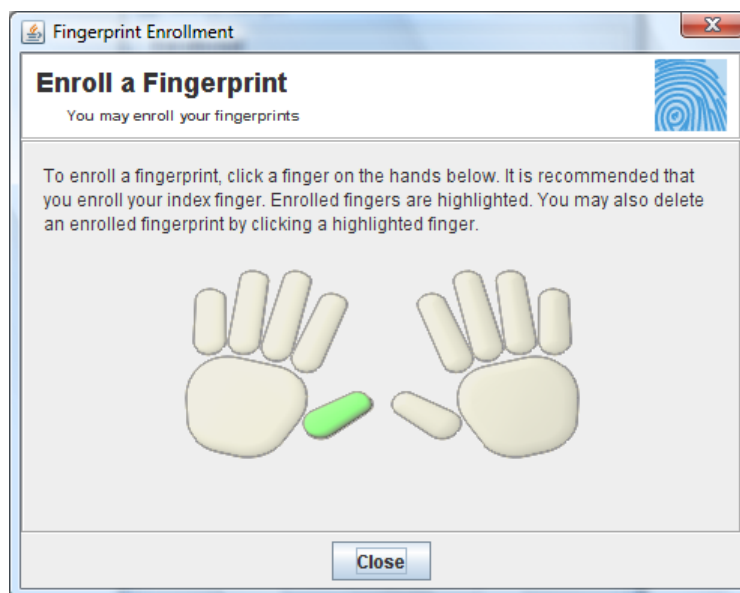 Fingerprint Enrollment
Enroll a Fingerprint
You may enroll your fingerprints
To enroll a fingerprint, click a finger on the hands below. It is recommended that
you enroll your index finger. Enrolled fingers are highlighted. You may also delete
an enrolled fingerprint by clicking a highlighted finger.
Close